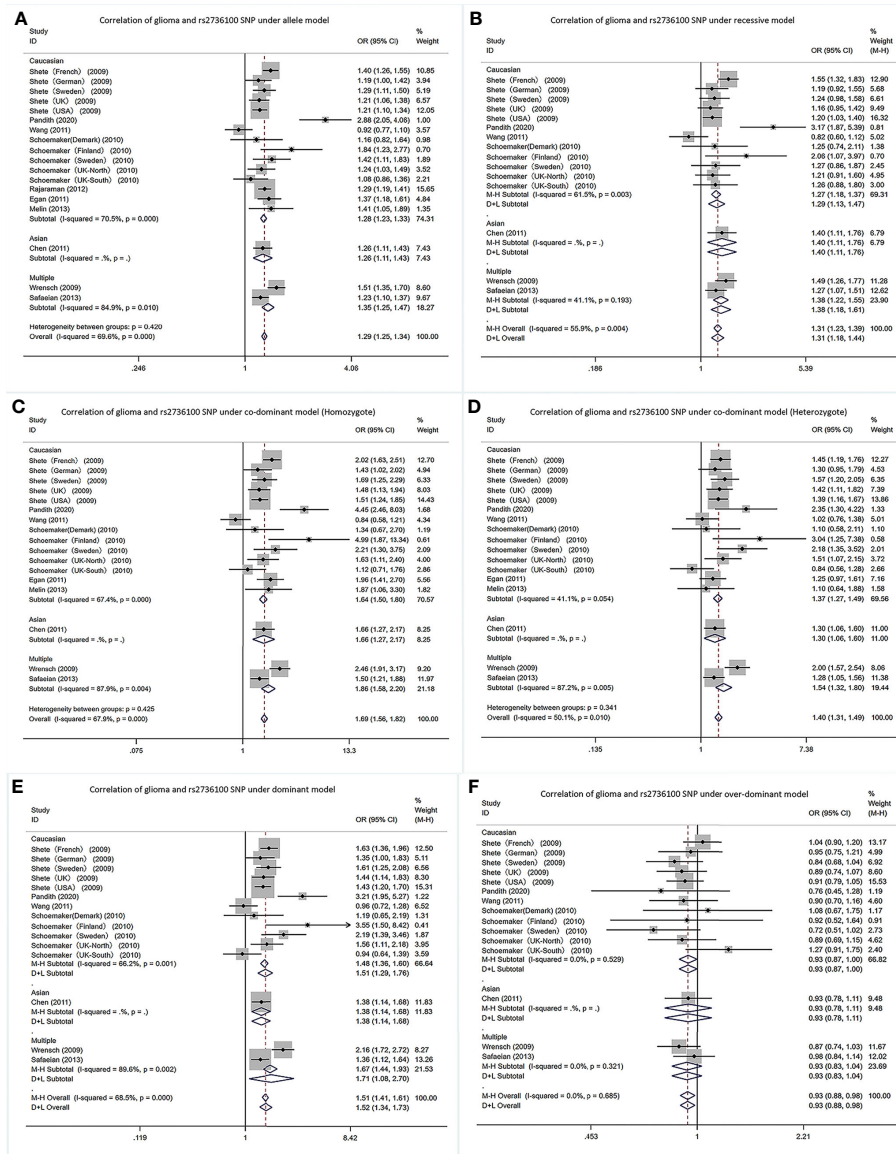 A
Correlation of glioma and rs2736100 SNP under allele model
Study %
ID OR (95% CI) Weight
Caucasian
Shete (French) (2009) 1.40 (1.26, 1.55) 10.85
Shete (German) (2009) 1.19 (1.00, 1.42) 3.94
Shete (Sweden) (2009) 1.29 (1.11, 1.50) 5.19
Shete (UK) (2009) 1.21 (1.06, 1.38) 6.57
Shete (USA) (2009) 1.21 (1.10, 1.34) 12.05
Pandith (2020) 2.88 (2.05, 4.06) 1.00
Wang (2011) 0.92 (0.77, 1.10) 3.57
Schoemaker(Demark) (2010) 1.16 (0.82, 1.64) 0.98
Schoemaker (Finland) (2010) 1.84 (1.23, 2.77) 0.70
Schoemaker (Sweden) (2010) 1.42 (1.11, 1.83) 1.89
Schoemaker (UK-North) (2010) 1.24 (1.03, 1.49) 3.52
Schoemaker (UK-South) (2010) 1.08 (0.86, 1.36) 2.21
Rajaraman (2012) 1.29 (1.19, 1.41) 15.65
Egan (2011) 1.37 (1.18, 1.61) 4.84
Melin (2013) 1.41 (1.05, 1.89) 1.35
Subtotal (I-squared = 70.5%, p = 0.000) 1.28 (1.23, 1.33) 74.31
.
Asian
Chen (2011) 1.26 (1.11, 1.43) 7.43
Subtotal (I-squared = .%, p = .) 1.26 (1.11, 1.43) 7.43
.
Multiple
Wrensch (2009) 1.51 (1.35, 1.70) 8.60
Safaeian (2013) 1.23 (1.10, 1.37) 9.67
Subtotal (I-squared = 84.9%, p = 0.010) 1.35 (1.25, 1.47) 18.27
.
Heterogeneity between groups: p = 0.420
Overall (I-squared = 69.6%, p = 0.000) 1.29 (1.25, 1.34) 100.00
.246 1 4.06
B
Correlation of glioma and rs2736100 SNP under recessive model
Study %
Weight
ID OR (95% CI) (M-H)
Caucasian
Shete (French) (2009) 1.55 (1.32, 1.83) 12.90
Shete (German) (2009) 1.19 (0.92, 1.55) 5.68
Shete (Sweden) (2009) 1.24 (0.98, 1.58) 6.61
Shete (UK) (2009) 1.16 (0.95, 1.42) 9.49
Shete (USA) (2009) 1.20 (1.03, 1.40) 16.32
Pandith (2020) 3.17 (1.87, 5.39) 0.81
Wang (2011) 0.82 (0.60, 1.12) 5.02
Schoemaker(Demark) (2010) 1.25 (0.74, 2.11) 1.38
Schoemaker (Finland) (2010) 2.06 (1.07, 3.97) 0.70
Schoemaker (Sweden) (2010) 1.27 (0.86, 1.87) 2.45
Schoemaker (UK-North) (2010) 1.21 (0.91, 1.60) 4.95
Schoemaker (UK-South) (2010) 1.26 (0.88, 1.80) 3.00
M-H Subtotal (I-squared = 61.5%, p = 0.003) 1.27 (1.18, 1.37) 69.31
D+L Subtotal 1.29 (1.13, 1.47)
.
Asian
Chen (2011) 1.40 (1.11, 1.76) 6.79
M-H Subtotal (I-squared = .%, p = .) 1.40 (1.11, 1.76) 6.79
D+L Subtotal 1.40 (1.11, 1.76)
.
Multiple
Wrensch (2009) 1.49 (1.26, 1.77) 11.28
Safaeian (2013) 1.27 (1.07, 1.51) 12.62
M-H Subtotal (I-squared = 41.1%, p = 0.193) 1.38 (1.22, 1.55) 23.90
D+L Subtotal 1.38 (1.18, 1.61)
.
M-H Overall (I-squared = 55.9%, p = 0.004) 1.31 (1.23, 1.39) 100.00
D+L Overall 1.31 (1.18, 1.44)
.186 1 5.39
C
Correlation of glioma and rs2736100 SNP under co-dominant model (Homozygote)
Study %
ID OR (95% CI) Weight
Caucasian
Shete (French) (2009) 2.02 (1.63, 2.51) 12.70
Shete (German) (2009) 1.43 (1.02, 2.02) 4.94
Shete (Sweden) (2009) 1.69 (1.25, 2.29) 6.33
Shete (UK) (2009) 1.48 (1.13, 1.94) 8.03
Shete (USA) (2009) 1.51 (1.24, 1.85) 14.43
Pandith (2020) 4.45 (2.46, 8.03) 1.68
Wang (2011) 0.84 (0.58, 1.21) 4.34
Schoemaker(Demark) (2010) 1.34 (0.67, 2.70) 1.19
Schoemaker (Finland) (2010) 4.99 (1.87, 13.34) 0.61
Schoemaker (Sweden) (2010) 2.21 (1.30, 3.75) 2.09
Schoemaker (UK-North) (2010) 1.63 (1.11, 2.40) 4.00
Schoemaker (UK-South) (2010) 1.12 (0.71, 1.76) 2.86
Egan (2011) 1.96 (1.41, 2.70) 5.56
Melin (2013) 1.87 (1.06, 3.30) 1.82
Subtotal (I-squared = 67.4%, p = 0.000) 1.64 (1.50, 1.80) 70.57
.
Asian
Chen (2011) 1.66 (1.27, 2.17) 8.25
Subtotal (I-squared = .%, p = .) 1.66 (1.27, 2.17) 8.25
.
Multiple
Wrensch (2009) 2.46 (1.91, 3.17) 9.20
Safaeian (2013) 1.50 (1.21, 1.88) 11.97
Subtotal (I-squared = 87.9%, p = 0.004) 1.86 (1.58, 2.20) 21.18
.
Heterogeneity between groups: p = 0.425
Overall (I-squared = 67.9%, p = 0.000) 1.69 (1.56, 1.82) 100.00
.075 1 13.3
D
Correlation of glioma and rs2736100 SNP under co-dominant model (Heterozygote)
Study %
ID OR (95% CI) Weight
Caucasian
Shete (French) (2009) 1.45 (1.19, 1.76) 12.27
Shete (German) (2009) 1.30 (0.95, 1.79) 4.53
Shete (Sweden) (2009) 1.57 (1.20, 2.05) 6.35
Shete (UK) (2009) 1.42 (1.11, 1.82) 7.39
Shete (USA) (2009) 1.39 (1.16, 1.67) 13.86
Pandith (2020) 2.35 (1.30, 4.22) 1.33
Wang (2011) 1.02 (0.76, 1.38) 5.01
Schoemaker(Demark) (2010) 1.10 (0.58, 2.11) 1.10
Schoemaker (Finland) (2010) 3.04 (1.25, 7.38) 0.58
Schoemaker (Sweden) (2010) 2.18 (1.35, 3.52) 2.01
Schoemaker (UK-North) (2010) 1.51 (1.07, 2.15) 3.72
Schoemaker (UK-South) (2010) 0.84 (0.56, 1.28) 2.66
Egan (2011) 1.25 (0.97, 1.61) 7.16
Melin (2013) 1.10 (0.64, 1.88) 1.58
Subtotal (I-squared = 41.1%, p = 0.054) 1.37 (1.27, 1.49) 69.56
.
Asian
Chen (2011) 1.30 (1.06, 1.60) 11.00
Subtotal (I-squared = .%, p = .) 1.30 (1.06, 1.60) 11.00
.
Multiple
Wrensch (2009) 2.00 (1.57, 2.54) 8.06
Safaeian (2013) 1.28 (1.05, 1.56) 11.38
Subtotal (I-squared = 87.2%, p = 0.005) 1.54 (1.32, 1.80) 19.44
.
Heterogeneity between groups: p = 0.341
Overall (I-squared = 50.1%, p = 0.010) 1.40 (1.31, 1.49) 100.00
.135 1 7.38
E
Correlation of glioma and rs2736100 SNP under dominant model
%
Study Weight
ID OR (95% CI) (M-H)
Caucasian
Shete (French) (2009) 1.63 (1.36, 1.96) 12.50
Shete (German) (2009) 1.35 (1.00, 1.83) 5.11
Shete (Sweden) (2009) 1.61 (1.25, 2.08) 6.56
Shete (UK) (2009) 1.44 (1.14, 1.83) 8.30
Shete (USA) (2009) 1.43 (1.20, 1.70) 15.31
Pandith (2020) 3.21 (1.95, 5.27) 1.22
Wang (2011) 0.96 (0.72, 1.28) 6.52
Schoemaker(Demark) (2010) 1.19 (0.65, 2.19) 1.31
Schoemaker (Finland) (2010) 3.55 (1.50, 8.42) 0.41
Schoemaker (Sweden) (2010) 2.19 (1.39, 3.46) 1.87
Schoemaker (UK-North) (2010) 1.56 (1.11, 2.18) 3.95
Schoemaker (UK-South) (2010) 0.94 (0.64, 1.39) 3.59
M-H Subtotal (I-squared = 66.2%, p = 0.001) 1.48 (1.36, 1.60) 66.64
D+L Subtotal 1.51 (1.29, 1.76)
.
Asian
Chen (2011) 1.38 (1.14, 1.68) 11.83
M-H Subtotal (I-squared = .%, p = .) 1.38 (1.14, 1.68) 11.83
D+L Subtotal 1.38 (1.14, 1.68)
.
Multiple
Wrensch (2009) 2.16 (1.72, 2.72) 8.27
Safaeian (2013) 1.36 (1.12, 1.64) 13.26
M-H Subtotal (I-squared = 89.6%, p = 0.002) 1.67 (1.44, 1.93) 21.53
D+L Subtotal 1.71 (1.08, 2.70)
.
M-H Overall (I-squared = 68.5%, p = 0.000) 1.51 (1.41, 1.61) 100.00
D+L Overall 1.52 (1.34, 1.73)
.119 1 8.42
F
Correlation of glioma and rs2736100 SNP under over-dominant model
%
Study Weight
ID OR (95% CI) (M-H)
Caucasian
Shete (French) (2009) 1.04 (0.90, 1.20) 13.17
Shete (German) (2009) 0.95 (0.75, 1.21) 4.99
Shete (Sweden) (2009) 0.84 (0.68, 1.04) 6.92
Shete (UK) (2009) 0.89 (0.74, 1.07) 8.60
Shete (USA) (2009) 0.91 (0.79, 1.05) 15.53
Pandith (2020) 0.76 (0.45, 1.28) 1.19
Wang (2011) 0.90 (0.70, 1.16) 4.60
Schoemaker(Demark) (2010) 1.08 (0.67, 1.75) 1.17
Schoemaker (Finland) (2010) 0.92 (0.52, 1.64) 0.91
Schoemaker (Sweden) (2010) 0.72 (0.51, 1.02) 2.73
Schoemaker (UK-North) (2010) 0.89 (0.69, 1.15) 4.62
Schoemaker (UK-South) (2010) 1.27 (0.91, 1.75) 2.40
M-H Subtotal (I-squared = 0.0%, p = 0.529) 0.93 (0.87, 1.00) 66.82
D+L Subtotal 0.93 (0.87, 1.00)
.
Asian
Chen (2011) 0.93 (0.78, 1.11) 9.48
M-H Subtotal (I-squared = .%, p = .) 0.93 (0.78, 1.11) 9.48
D+L Subtotal 0.93 (0.78, 1.11)
.
Multiple
Wrensch (2009) 0.87 (0.74, 1.03) 11.67
Safaeian (2013) 0.98 (0.84, 1.14) 12.02
M-H Subtotal (I-squared = 0.0%, p = 0.321) 0.93 (0.83, 1.04) 23.69
D+L Subtotal 0.93 (0.83, 1.04)
.
M-H Overall (I-squared = 0.0%, p = 0.685) 0.93 (0.88, 0.98) 100.00
D+L Overall 0.93 (0.88, 0.98)
.453 1 2.21